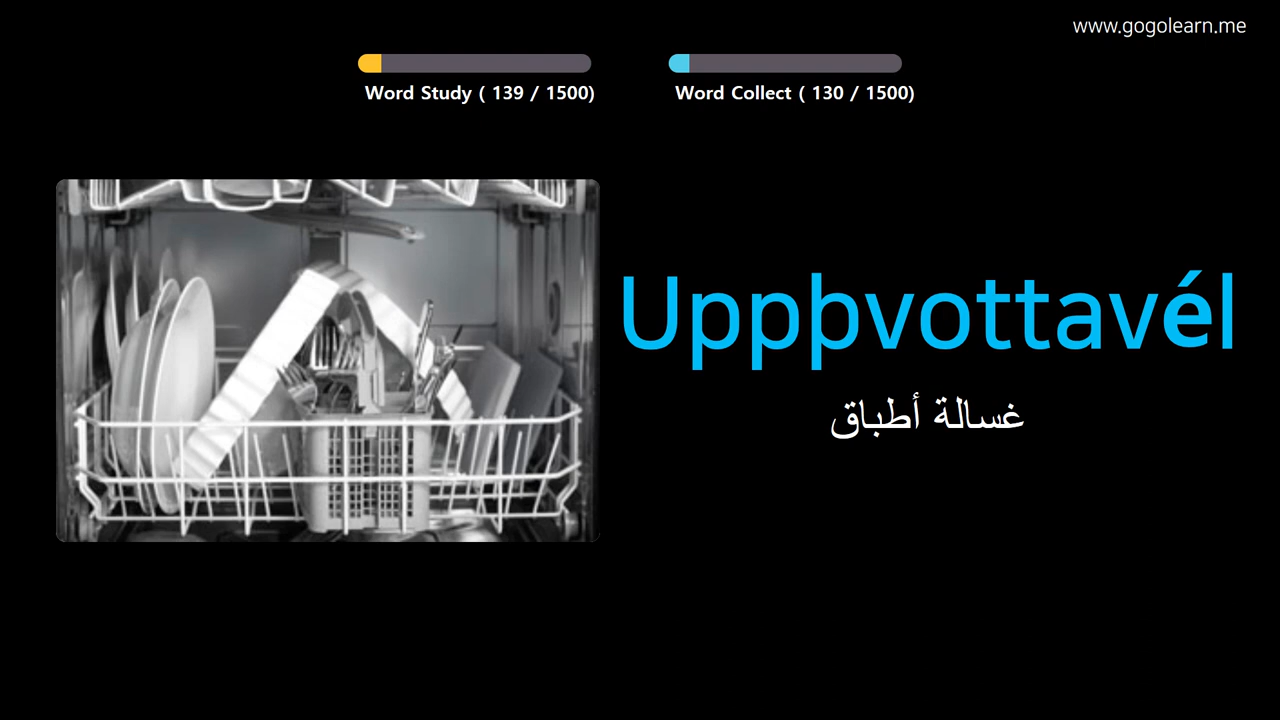 www.gogolearn.me
Word Study ( 139 / 1500)
Word Collect ( 130 / 1500)
Uppþvottavél
غسالة أطباق